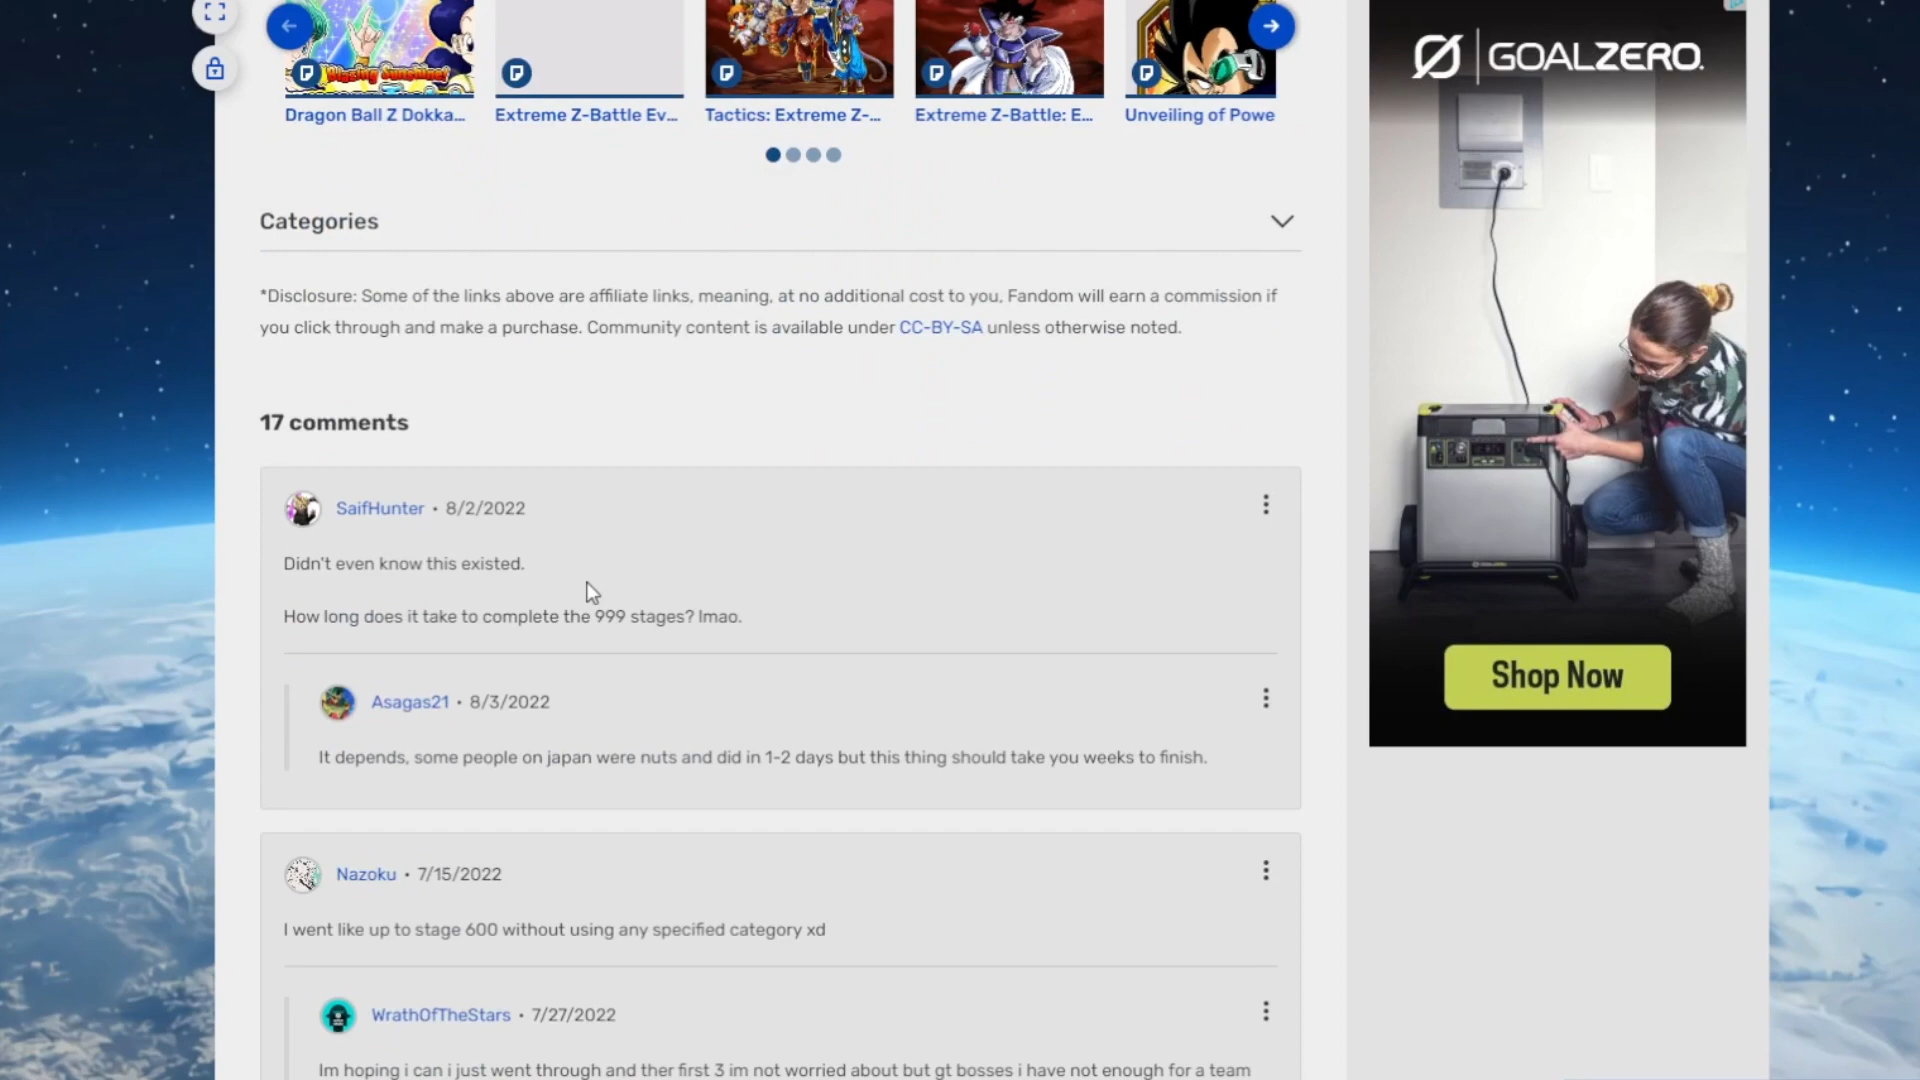 GOALZERO.
Blazing Sunshine!
Dragon Ball Z Dokka...
Extreme Z-Battle Ev...
Tactics: Extreme Z-...
Extreme Z-Battle: E...
Unveiling of Powe
Categories
*Disclosure: Some of the links above are affiliate links, meaning, at no additional cost to you, Fandom will earn a commission if
you click through and make a purchase. Community content is available under CC-BY-SA unless otherwise noted.
17 comments
SaifHunter • 8/2/2022
Didn't even know this existed.
How long does it take to complete the 999 stages? lmao.
Asagas21 • 8/3/2022
It depends, some people on japan were nuts and did in 1-2 days but this thing should take you weeks to finish.
Shop Now
Nazoku • 7/15/2022
I went like up to stage 600 without using any specified category xd
WrathOfTheStars • 7/27/2022
Im hoping i can i just went through and ther first 3 im not worried about but gt bosses i have not enough for a team